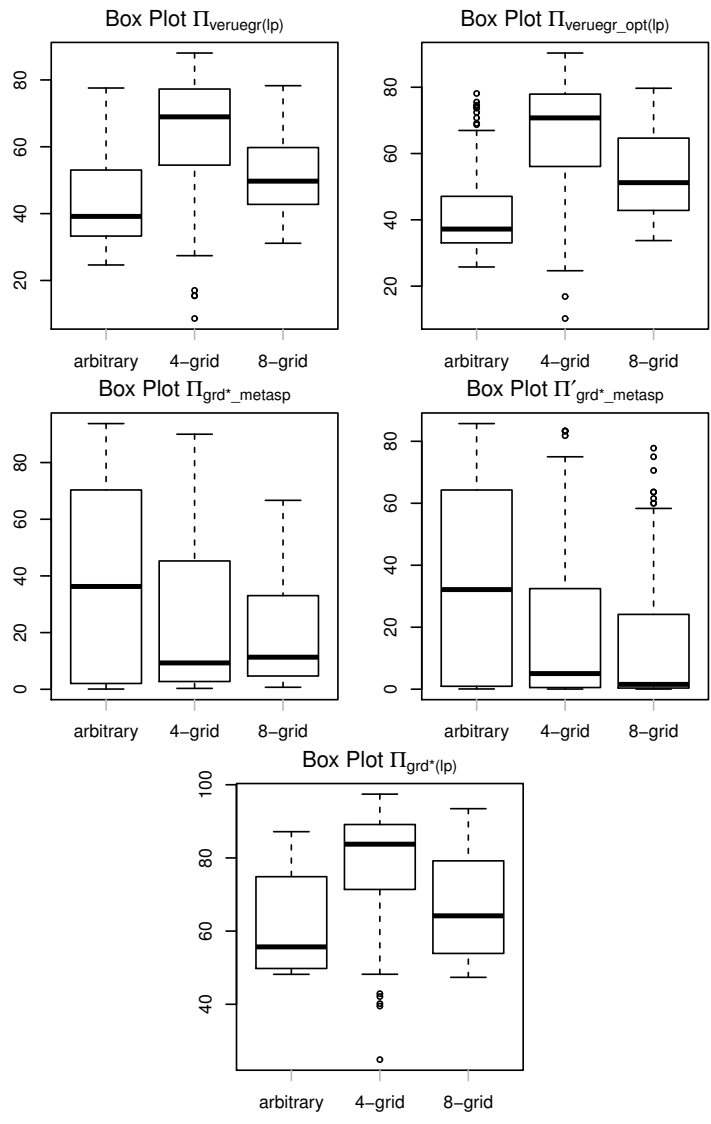 Box Plot Π_veruegr(lp)
Box Plot Π_veruegr_opt(lp)
80
60
40
20
arbitrary 4−grid 8−grid
80
60
40
20
arbitrary 4−grid 8−grid
Box Plot Π_grd*_metasp
Box Plot Π′_grd*_metasp
80
60
40
20
0
arbitrary 4−grid 8−grid
80
60
40
20
0
arbitrary 4−grid 8−grid
Box Plot Π_grd*(lp)
100
80
60
40
arbitrary 4−grid 8−grid